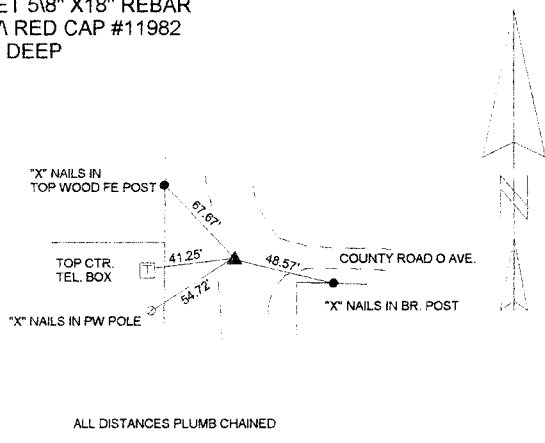 5\8" X18" REBAR
RED CAP #11982
DEEP
"X" NAILS IN
TOP WOOD FE POST
67.67'
TOP CTR.
TEL. BOX
T
41.25'
48.57'
COUNTY ROAD O AVE.
54.72'
"X" NAILS IN PW POLE
"X" NAILS IN BR. POST
N
ALL DISTANCES PLUMB CHAINED